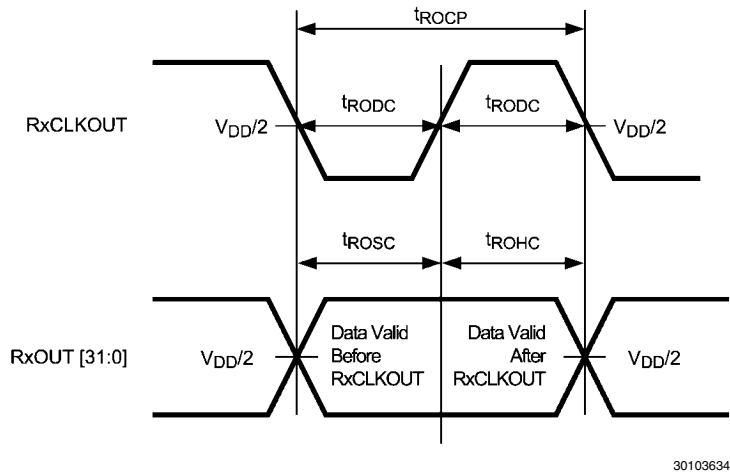 tROCP
RxCLKOUT
VDD/2
tRODC
tRODC
VDD/2
tROSC
tROHC
RxOUT [31:0]
VDD/2
Data Valid
Before
RxCLKOUT
Data Valid
After
RxCLKOUT
VDD/2
30103634